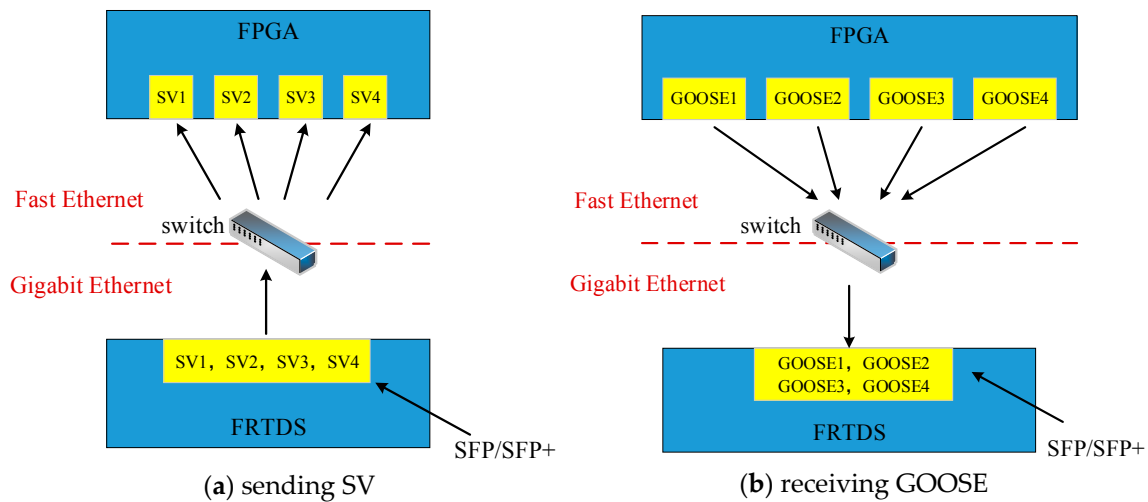 FPGA
SV1 SV2 SV3 SV4
Fast Ethernet
switch
Gigabit Ethernet
SV1, SV2, SV3, SV4
FRTDS
SFP/SFP+
(a) sending SV
FPGA
GOOSE1 GOOSE2 GOOSE3 GOOSE4
Fast Ethernet
switch
Gigabit Ethernet
GOOSE1, GOOSE2
GOOSE3, GOOSE4
FRTDS
SFP/SFP+
(b) receiving GOOSE